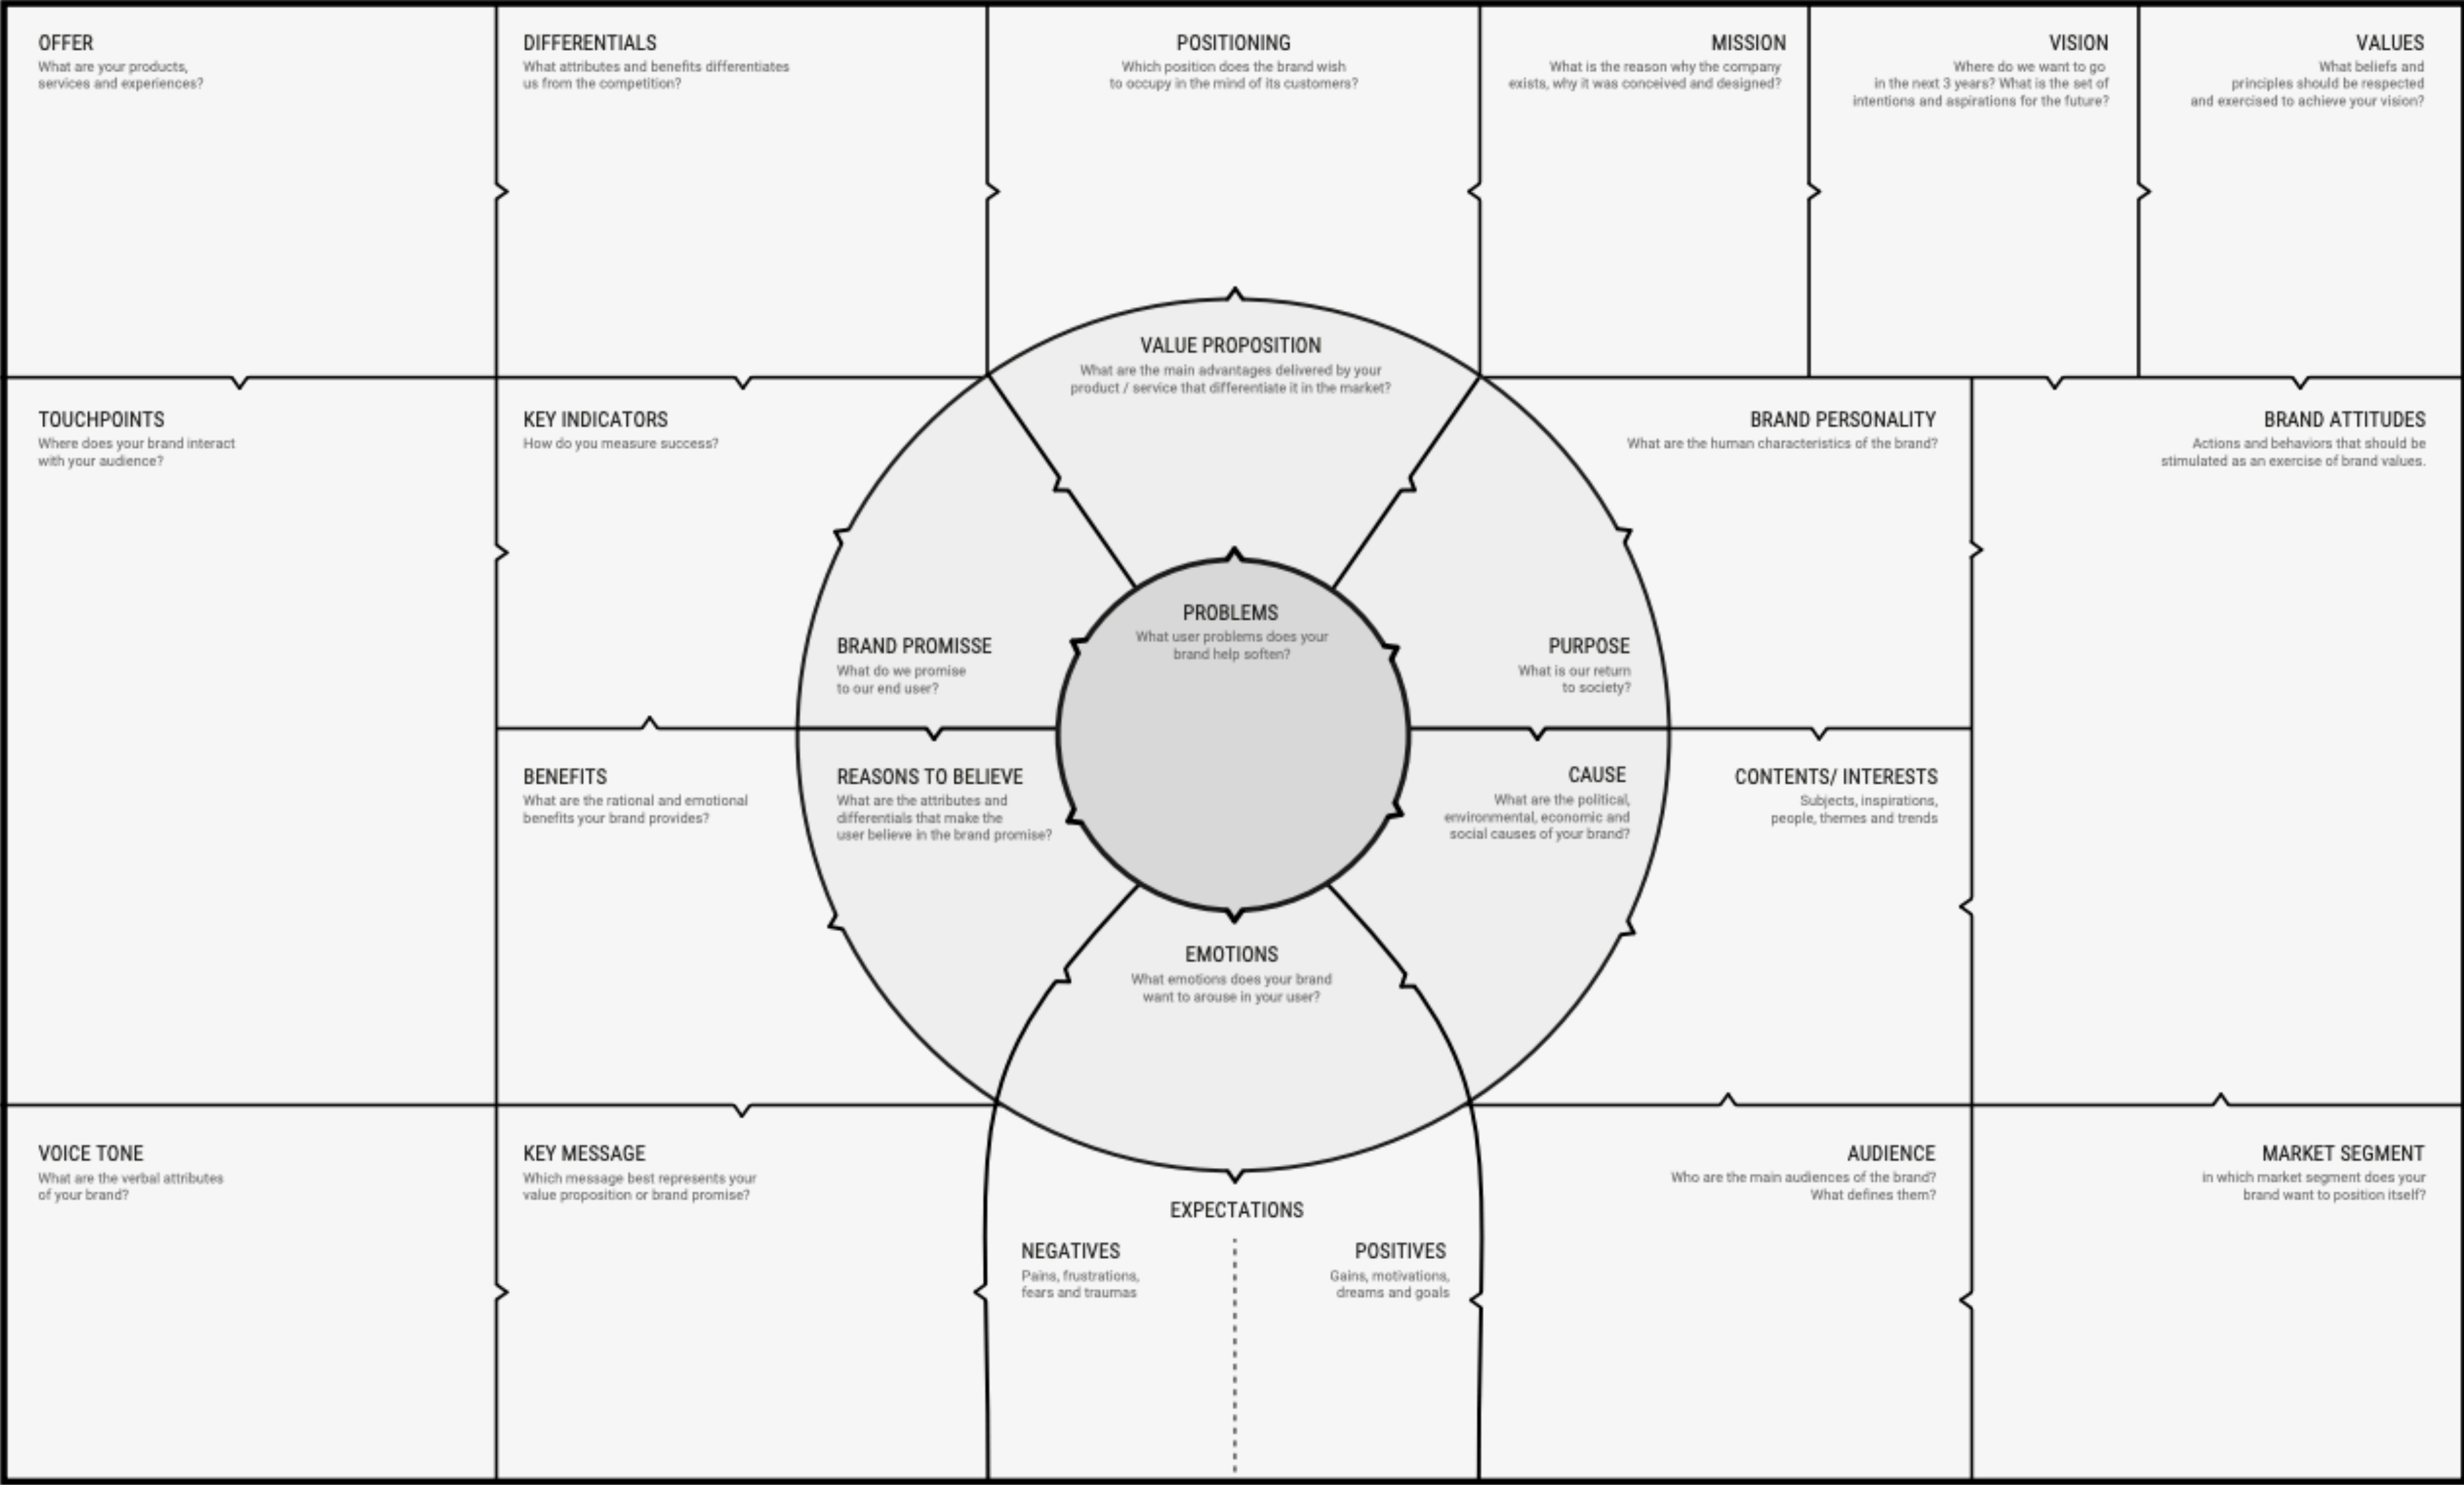 OFFER
What are your products,
services and experiences?
DIFFERENTIALS
What attributes and benefits differentiates
us from the competition?
POSITIONING
Which position does the brand wish
to occupy in the mind of its customers?
MISSION
What is the reason why the company
exists, why it was conceived and designed?
VISION
Where do we want to go
in the next 3 years? What is the set of
intentions and aspirations for the future?
VALUES
What beliefs and
principles should be respected
and exercised to achieve your vision?
VALUE PROPOSITION
What are the main advantages delivered by your
product / service that differentiate it in the market?
TOUCHPOINTS
Where does your brand interact
with your audience?
KEY INDICATORS
How do you measure success?
BRAND PERSONALITY
What are the human characteristics of the brand?
BRAND ATTITUDES
Actions and behaviors that should be
stimulated as an exercise of brand values.
PROBLEMS
What user problems does your
brand help soften?
BRAND PROMISSE
What do we promise
to our end user?
PURPOSE
What is our return
to society?
BENEFITS
What are the rational and emotional
benefits your brand provides?
REASONS TO BELIEVE
What are the attributes and
differentials that make the
user believe in the brand promise?
CAUSE
What are the political,
environmental, economic and
social causes of your brand?
CONTENTS/ INTERESTS
Subjects, inspirations,
people, themes and trends
EMOTIONS
What emotions does your brand
want to arouse in your user?
VOICE TONE
What are the verbal attributes
of your brand?
KEY MESSAGE
Which message best represents your
value proposition or brand promise?
EXPECTATIONS
NEGATIVES
Pains, frustrations,
fears and traumas
POSITIVES
Gains, motivations,
dreams and goals
AUDIENCE
Who are the main audiences of the brand?
What defines them?
MARKET SEGMENT
in which market segment does your
brand want to position itself?